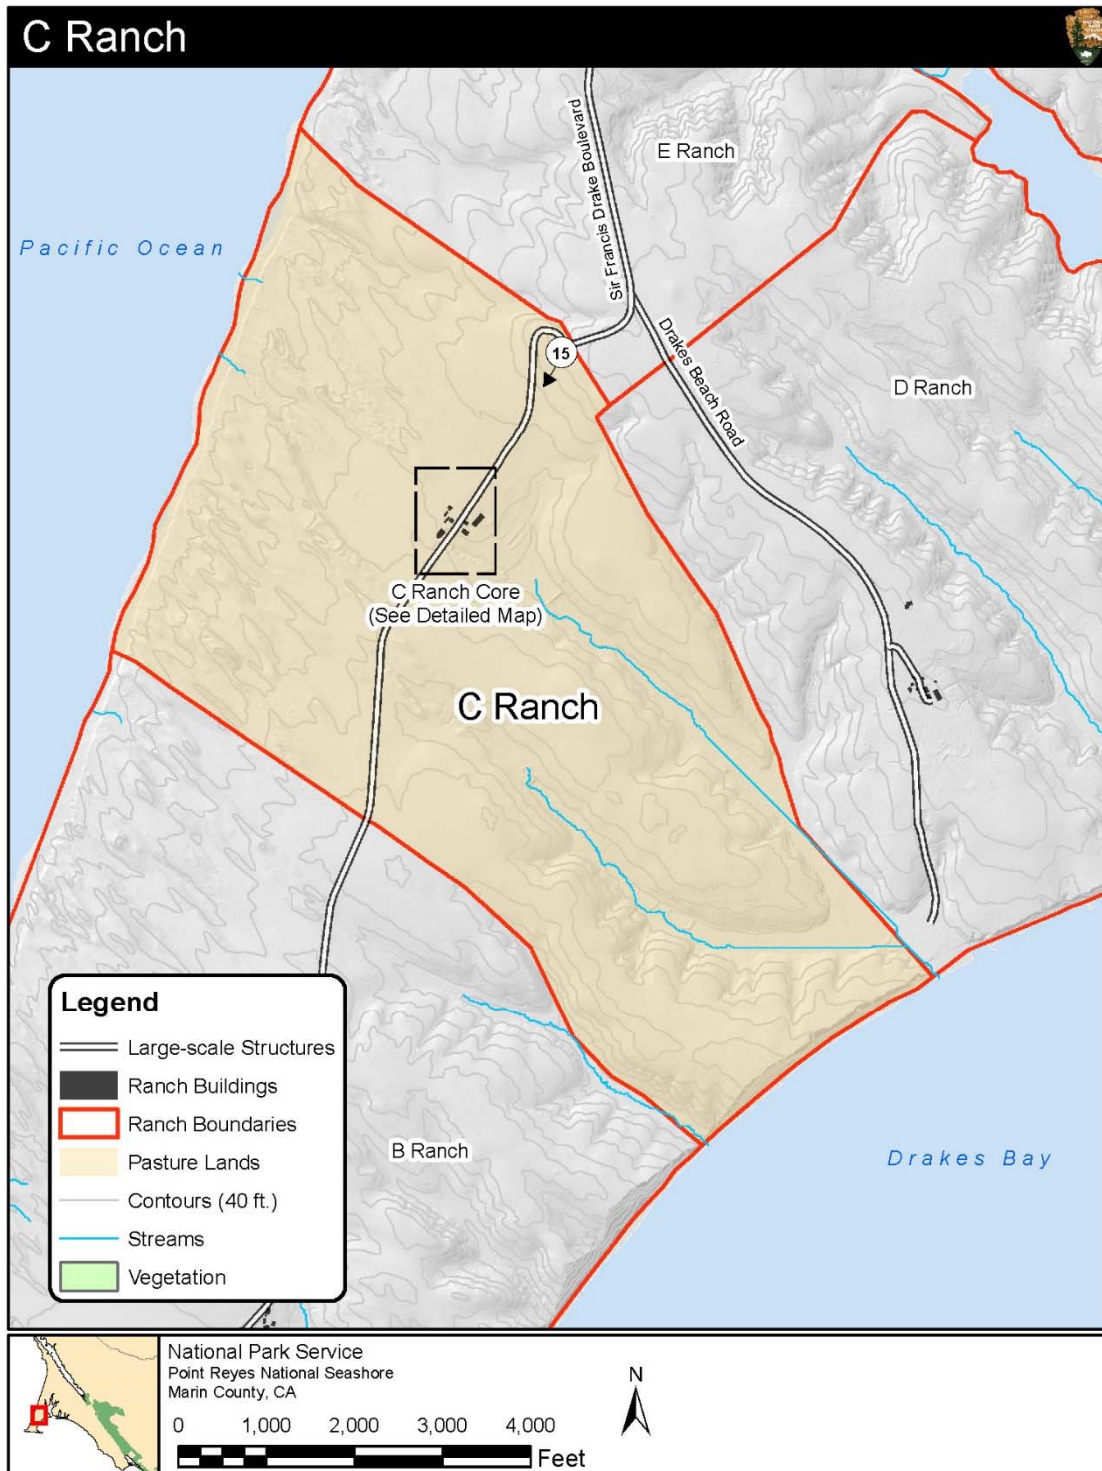 C Ranch
E Ranch
Sir Francis Drake Boulevard
Pacific Ocean
Drakes Beach Road
15
D Ranch
C Ranch Core
(See Detailed Map)
C Ranch
Legend
Large-scale Structures
Ranch Buildings
Ranch Boundaries
Pasture Lands
Contours (40 ft.)
Streams
Vegetation
B Ranch
Drakes Bay
National Park Service
Point Reyes National Seashore
Marin County, CA
N
0 1,000 2,000 3,000 4,000
Feet